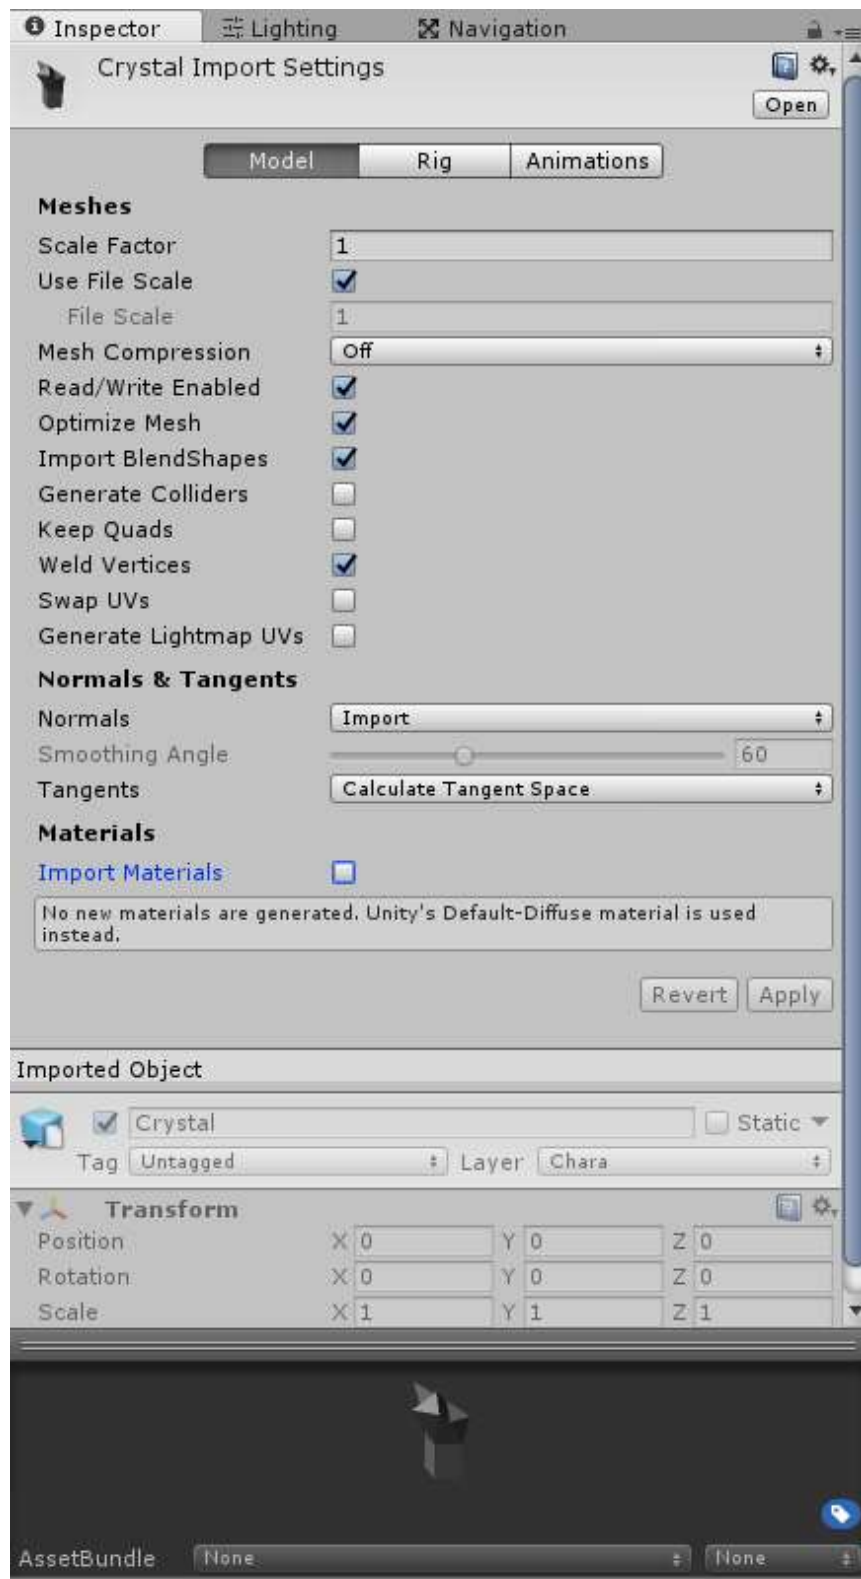 Inspector Lighting Navigation
Crystal Import Settings
Open
Model Rig Animations
Meshes
Scale Factor 1
Use File Scale
File Scale 1
Mesh Compression Off
Read/Write Enabled
Optimize Mesh
Import BlendShapes
Generate Colliders
Keep Quads
Weld Vertices
Swap UVs
Generate Lightmap UVs
Normals & Tangents
Normals Import
Smoothing Angle 60
Tangents Calculate Tangent Space
Materials
Import Materials
No new materials are generated. Unity's Default-Diffuse material is used
instead.
Revert Apply
Imported Object
Crystal Static
Tag Untagged Layer Chara
Transform
Position X 0 Y 0 Z 0
Rotation X 0 Y 0 Z 0
Scale X 1 Y 1 Z 1
AssetBundle None None